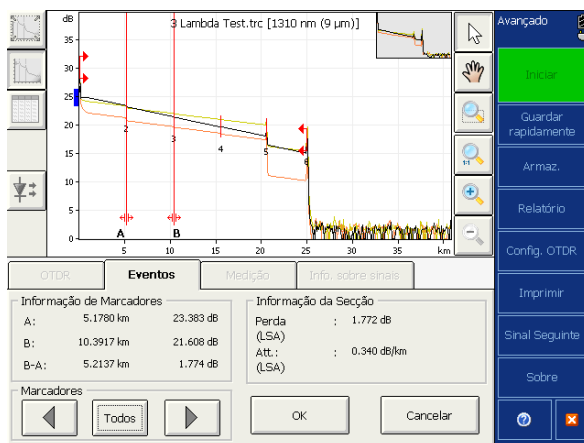 dB
3 Lambda Test.trc [1310 nm (9 µm)]
35
30
25
20
15
10
5
0
2
3
4
5
6
A
B
5
10
15
20
25
30
35
km
1:1
Avançado
Iniciar
Guardar
rapidamente
Armaz.
Relatório
Config. OTDR
Imprimir
Sinal Seguinte
Sobre
OTDR
Eventos
Medição
Info. sobre sinais
Informação de Marcadores
A: 5.1780 km 23.383 dB
B: 10.3917 km 21.608 dB
B-A: 5.2137 km 1.774 dB
Informação da Secção
Perda : 1.772 dB
(LSA)
Att.: : 0.340 dB/km
(LSA)
Marcadores
Todos
OK
Cancelar